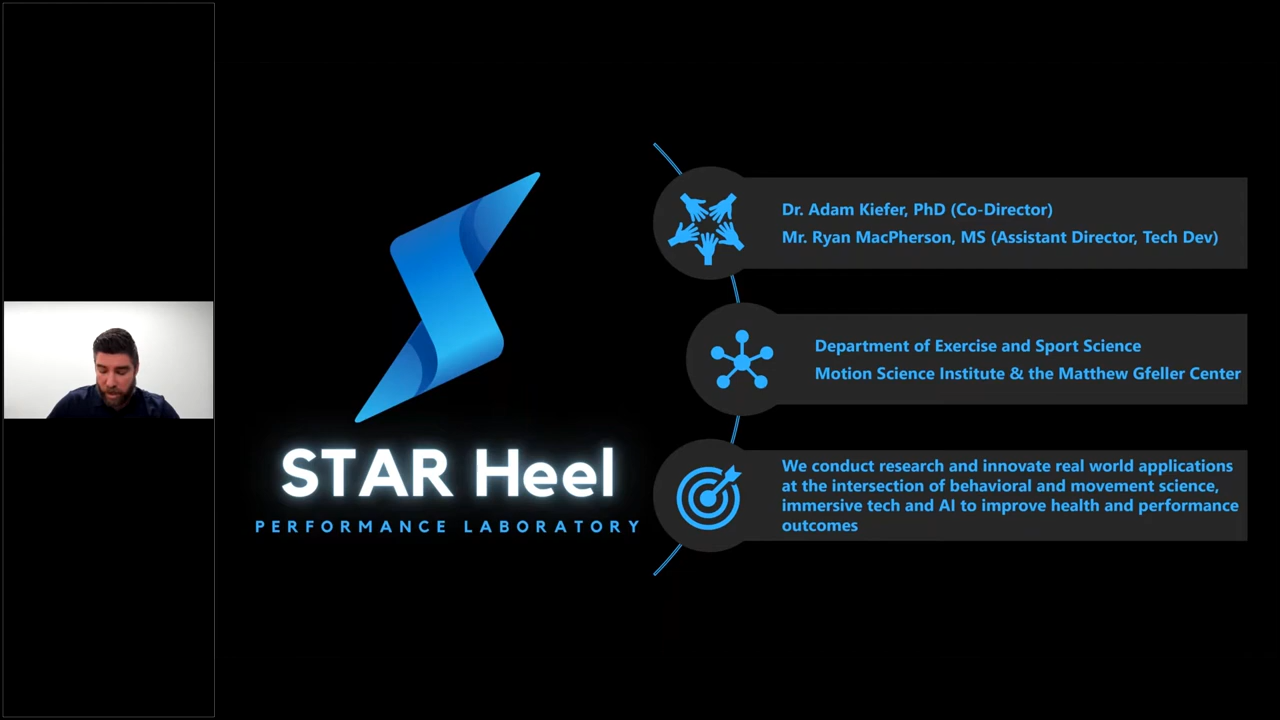 STAR Heel
PERFORMANCE LABORATORY
Dr. Adam Kiefer, PhD (Co-Director)
Mr. Ryan MacPherson, MS (Assistant Director, Tech Dev)
Department of Exercise and Sport Science
Motion Science Institute & the Matthew Gfeller Center
We conduct research and innovate real world applications
at the intersection of behavioral and movement science,
immersive tech and AI to improve health and performance
outcomes